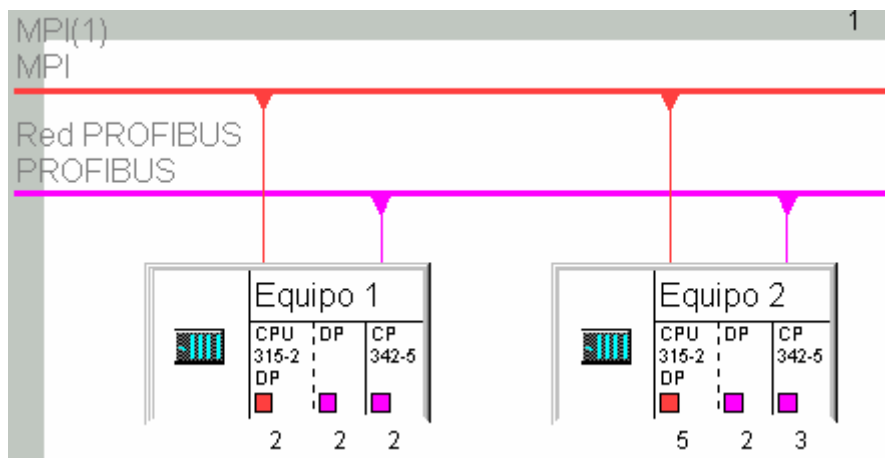 1
MPI(1)
MPI
Red PROFIBUS
PROFIBUS
Equipo 1
CPU 315-2 DP
DP
CP 342-5
2 2 2
Equipo 2
CPU 315-2 DP
DP
CP 342-5
5 2 3